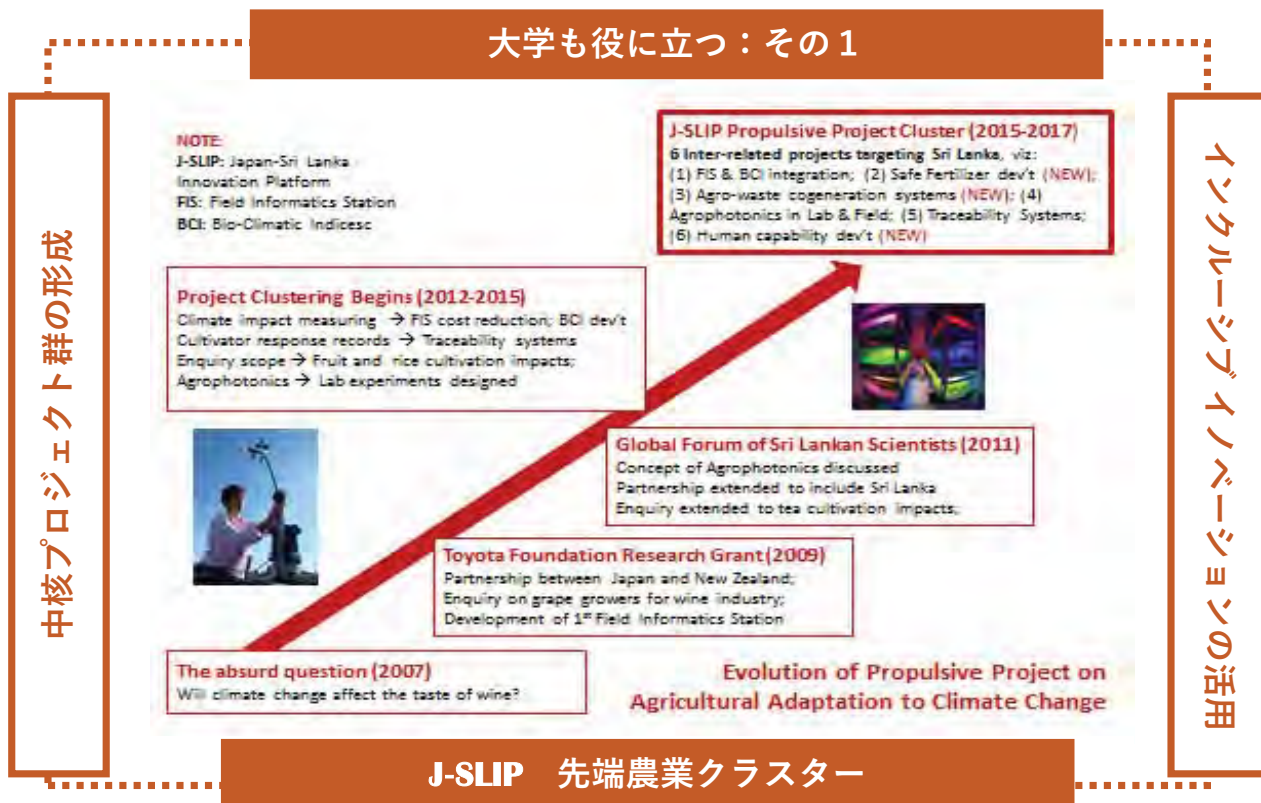 大学も役に立つ：その１
中核プロジェクト群の形成
インクルーシブイノベーションの活用
NOTE:
J-SLIP: Japan-Sri Lanka
Innovation Platform
FIS: Field Informatics Station
BCI: Bio-Climatic Indicesc
J-SLIP Propulsive Project Cluster (2015-2017)
6 Inter-related projects targeting Sri Lanka, viz:
(1) FIS & BCI integration; (2) Safe Fertilizer dev't (NEW);
(3) Agro-waste cogeneration systems (NEW); (4)
Agrophotonics in Lab & Field; (5) Traceability Systems;
(6) Human capability dev't (NEW)
Project Clustering Begins (2012-2015)
Climate impact measuring → FIS cost reduction; BCI dev't
Cultivator response records → Traceability systems
Enquiry scope → Fruit and rice cultivation impacts;
Agrophotonics → Lab experiments designed
Global Forum of Sri Lankan Scientists (2011)
Concept of Agrophotonics discussed
Partnership extended to include Sri Lanka
Enquiry extended to tea cultivation impacts;
Toyota Foundation Research Grant (2009)
Partnership between Japan and New Zealand;
Enquiry on grape growers for wine industry;
Development of 1st Field Informatics Station
The absurd question (2007)
Will climate change affect the taste of wine?
Evolution of Propulsive Project on
Agricultural Adaptation to Climate Change
J-SLIP 先端農業クラスター